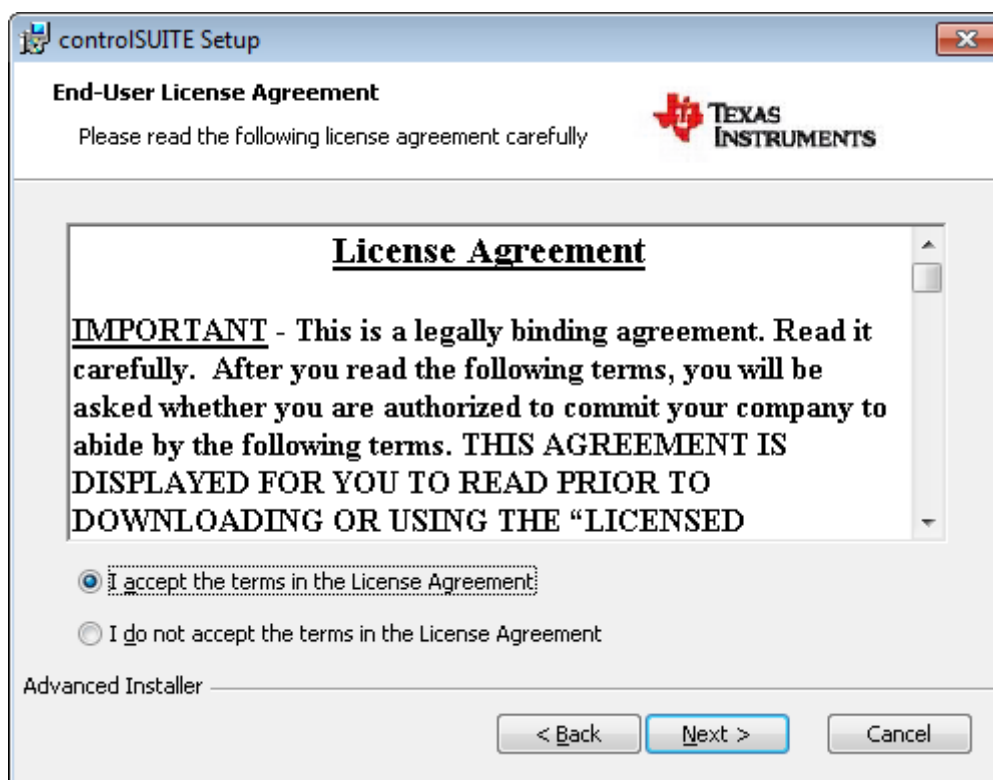 controlSUITE Setup
End-User License Agreement
Please read the following license agreement carefully
TEXAS
INSTRUMENTS
License Agreement
IMPORTANT - This is a legally binding agreement. Read it
carefully.  After you read the following terms, you will be
asked whether you are authorized to commit your company to
abide by the following terms. THIS AGREEMENT IS
DISPLAYED FOR YOU TO READ PRIOR TO
DOWNLOADING OR USING THE “LICENSED
I accept the terms in the License Agreement
I do not accept the terms in the License Agreement
Advanced Installer
< Back
Next >
Cancel